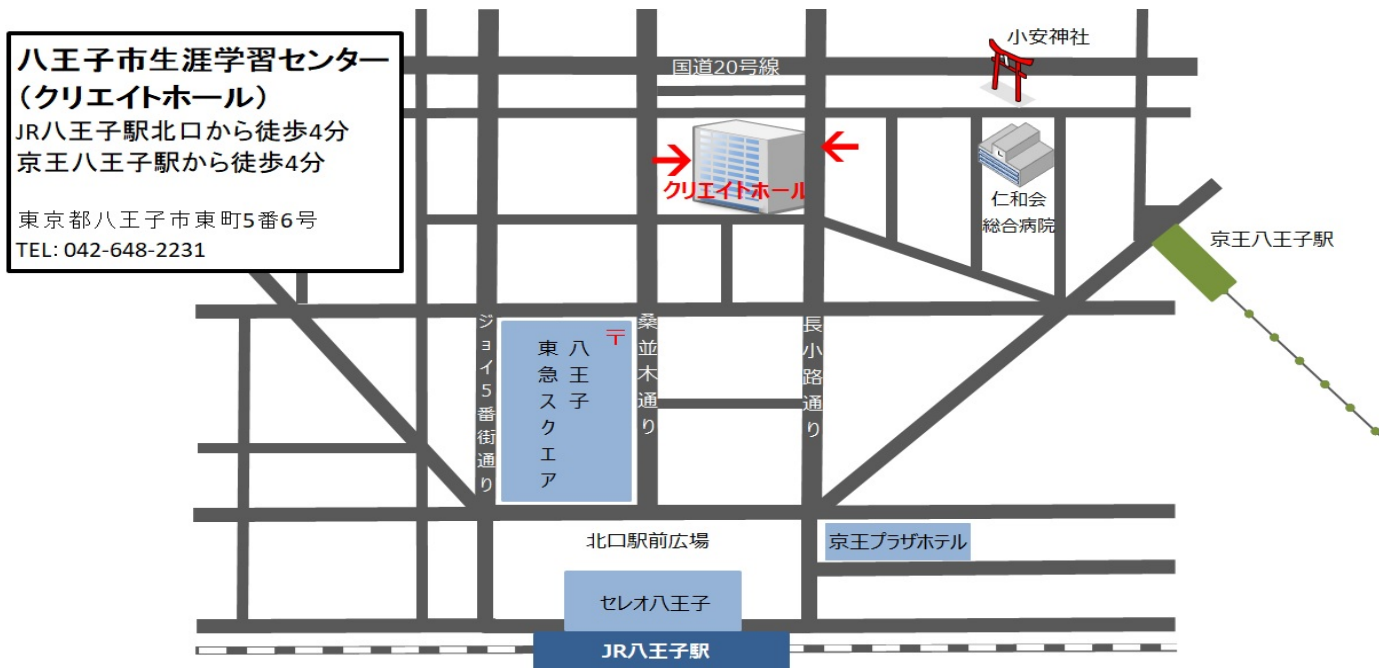 八王子市生涯学習センター
(クリエイトホール)
JR八王子駅北口から徒歩4分
京王八王子駅から徒歩4分
東京都八王子市東町5番6号
TEL: 042-648-2231
小安神社
国道20号線
クリエイトホール
仁和会
総合病院
京王八王子駅
ジョイ5番街通り
〒
八王子
東急スクエア
桑並木通り
長小路通り
北口駅前広場
京王プラザホテル
セレオ八王子
JR八王子駅